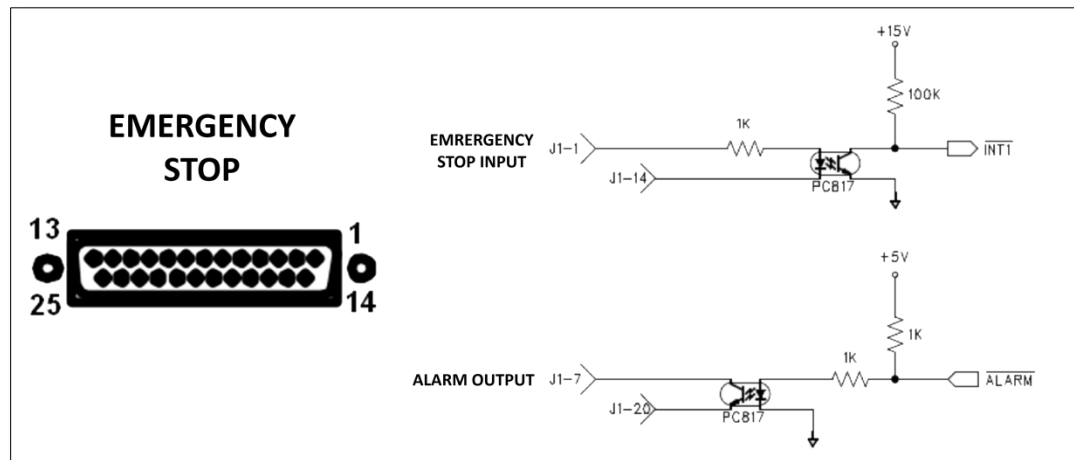 EMERGENCY
STOP
13
1
25
14
+15V
100K
1K
EMRERGENCY
STOP INPUT
J1-1
INT1
J1-14
PC817
+5V
1K
1K
ALARM OUTPUT
J1-7
ALARM
J1-20
PC817